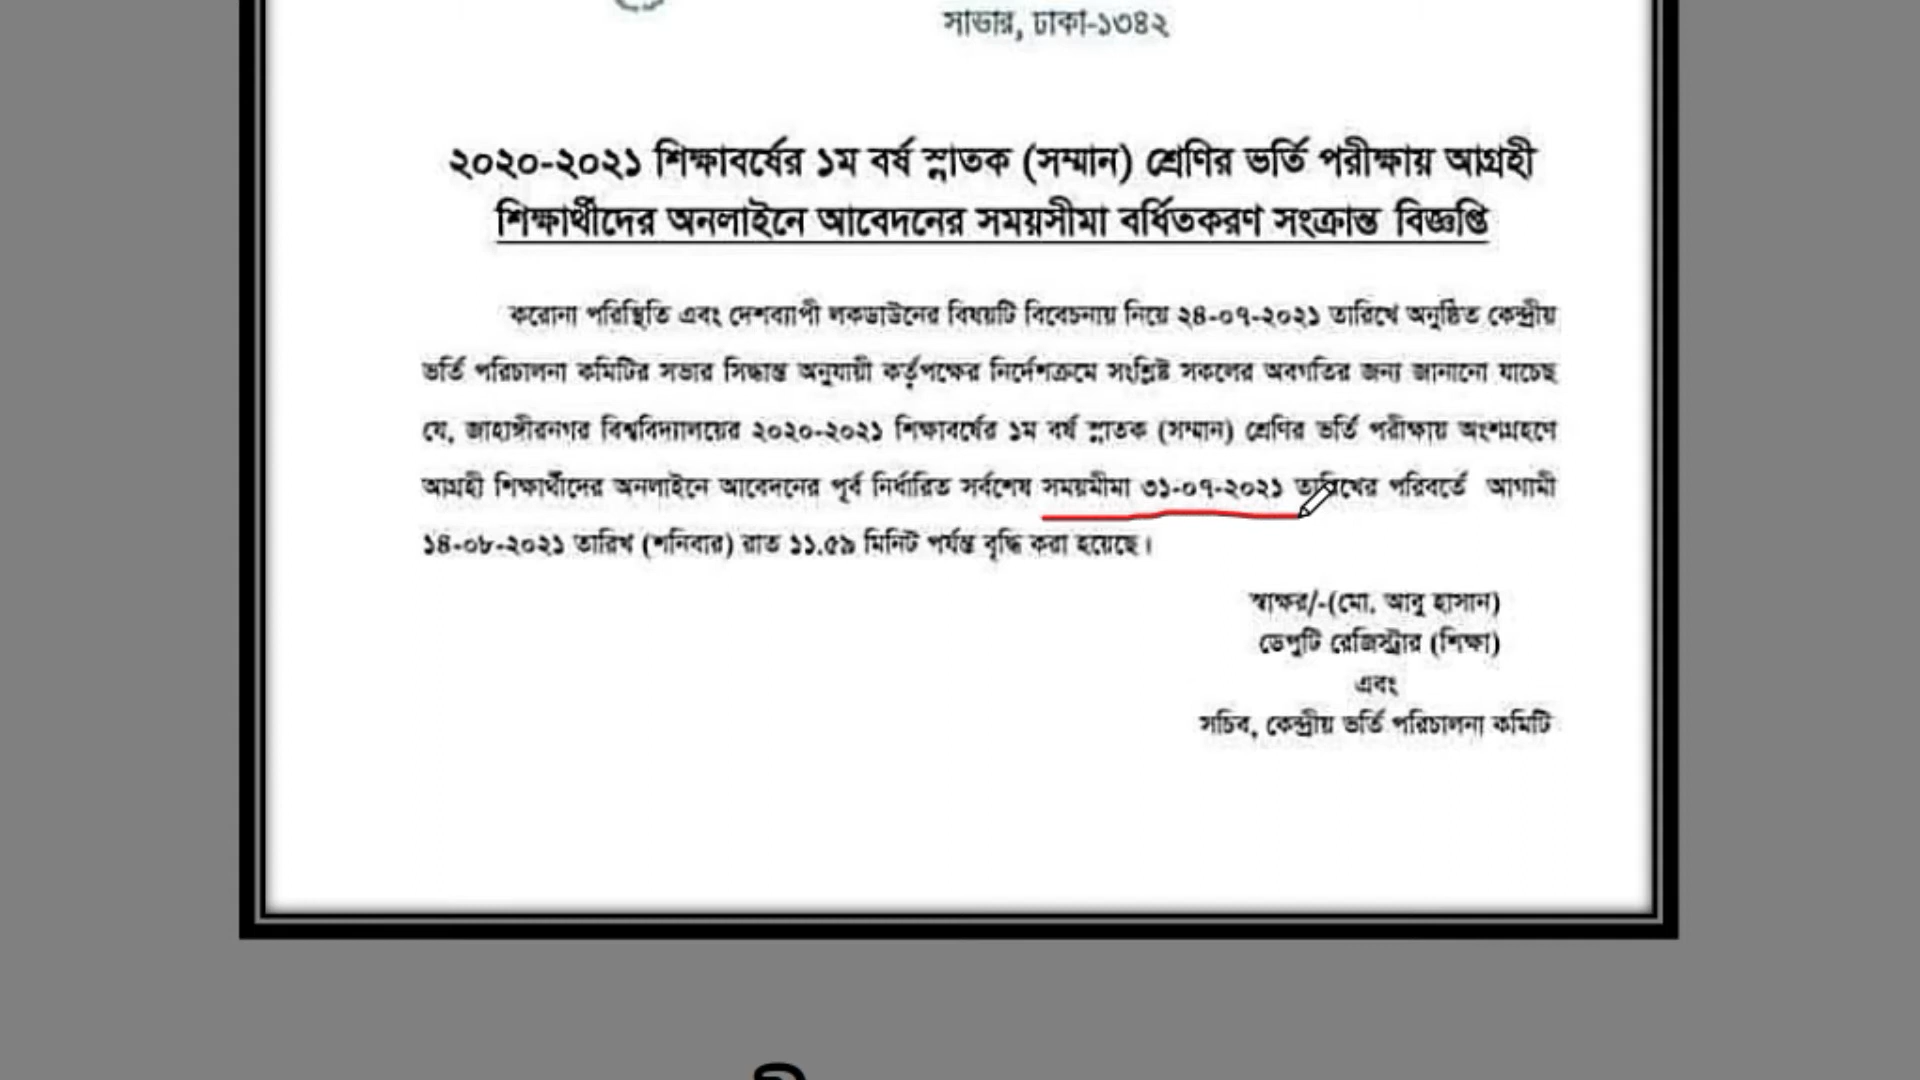 সাভার, ঢাকা-১৩৪২
২০২০-২০২১ শিক্ষাবর্ষের ১ম বর্ষ স্নাতক (সম্মান) শ্রেণির ভর্তি পরীক্ষায় আগ্রহী
শিক্ষার্থীদের অনলাইনে আবেদনের সময়সীমা বর্ধিতকরণ সংক্রান্ত বিজ্ঞপ্তি
করোনা পরিস্থিতি এবং দেশব্যাপী লকডাউনের বিষয়টি বিবেচনায় নিয়ে ২৪-০৭-২০২১ তারিখে অনুষ্ঠিত কেন্দ্রীয়
ভর্তি পরিচালনা কমিটির সভার সিদ্ধান্ত অনুযায়ী কর্তৃপক্ষের নির্দেশক্রমে সংশ্লিষ্ট সকলের অবগতির জন্য জানানো যাচ্ছে
যে, জাহাঙ্গীরনগর বিশ্ববিদ্যালয়ের ২০২০-২০২১ শিক্ষাবর্ষের ১ম বর্ষ স্নাতক (সম্মান) শ্রেণির ভর্তি পরীক্ষায় অংশগ্রহণে
আগ্রহী শিক্ষার্থীদের অনলাইনে আবেদনের পূর্ব নির্ধারিত সর্বশেষ সময়মীমা ৩১-০৭-২০২১ তারিখের পরিবর্তে আগামী
১৪-০৮-২০২১ তারিখ (শনিবার) রাত ১১.৫৯ মিনিট পর্যন্ত বৃদ্ধি করা হয়েছে।
স্বাক্ষর/-(মো. আবু হাসান)
ডেপুটি রেজিস্ট্রার (শিক্ষা)
এবং
সচিব, কেন্দ্রীয় ভর্তি পরিচালনা কমিটি